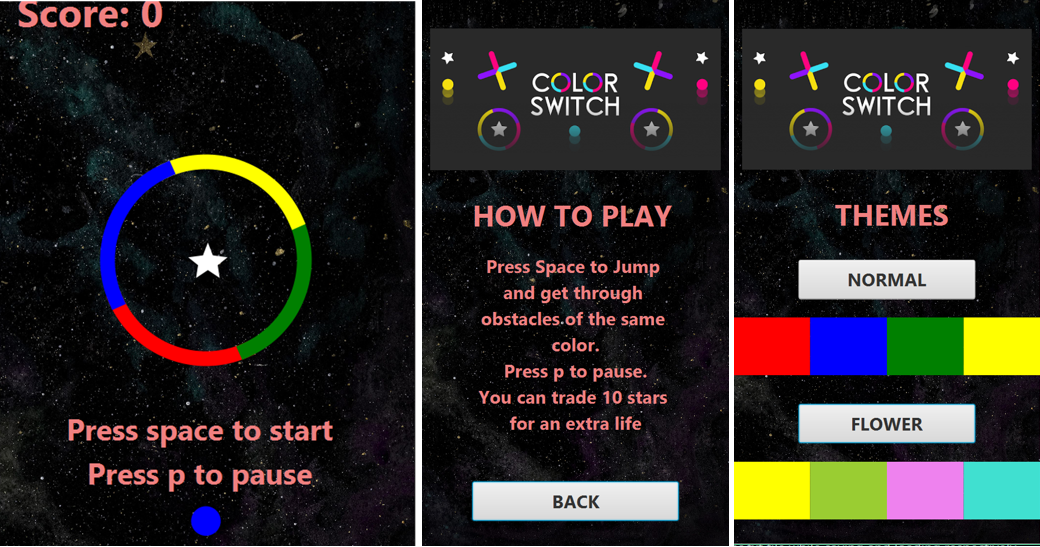 Score: 0
Press space to start
Press p to pause
COLOR
SWITCH
HOW TO PLAY
Press Space to Jump
and get through
obstacles of the same
color.
Press p to pause.
You can trade 10 stars
for an extra life
BACK
COLOR
SWITCH
THEMES
NORMAL
FLOWER